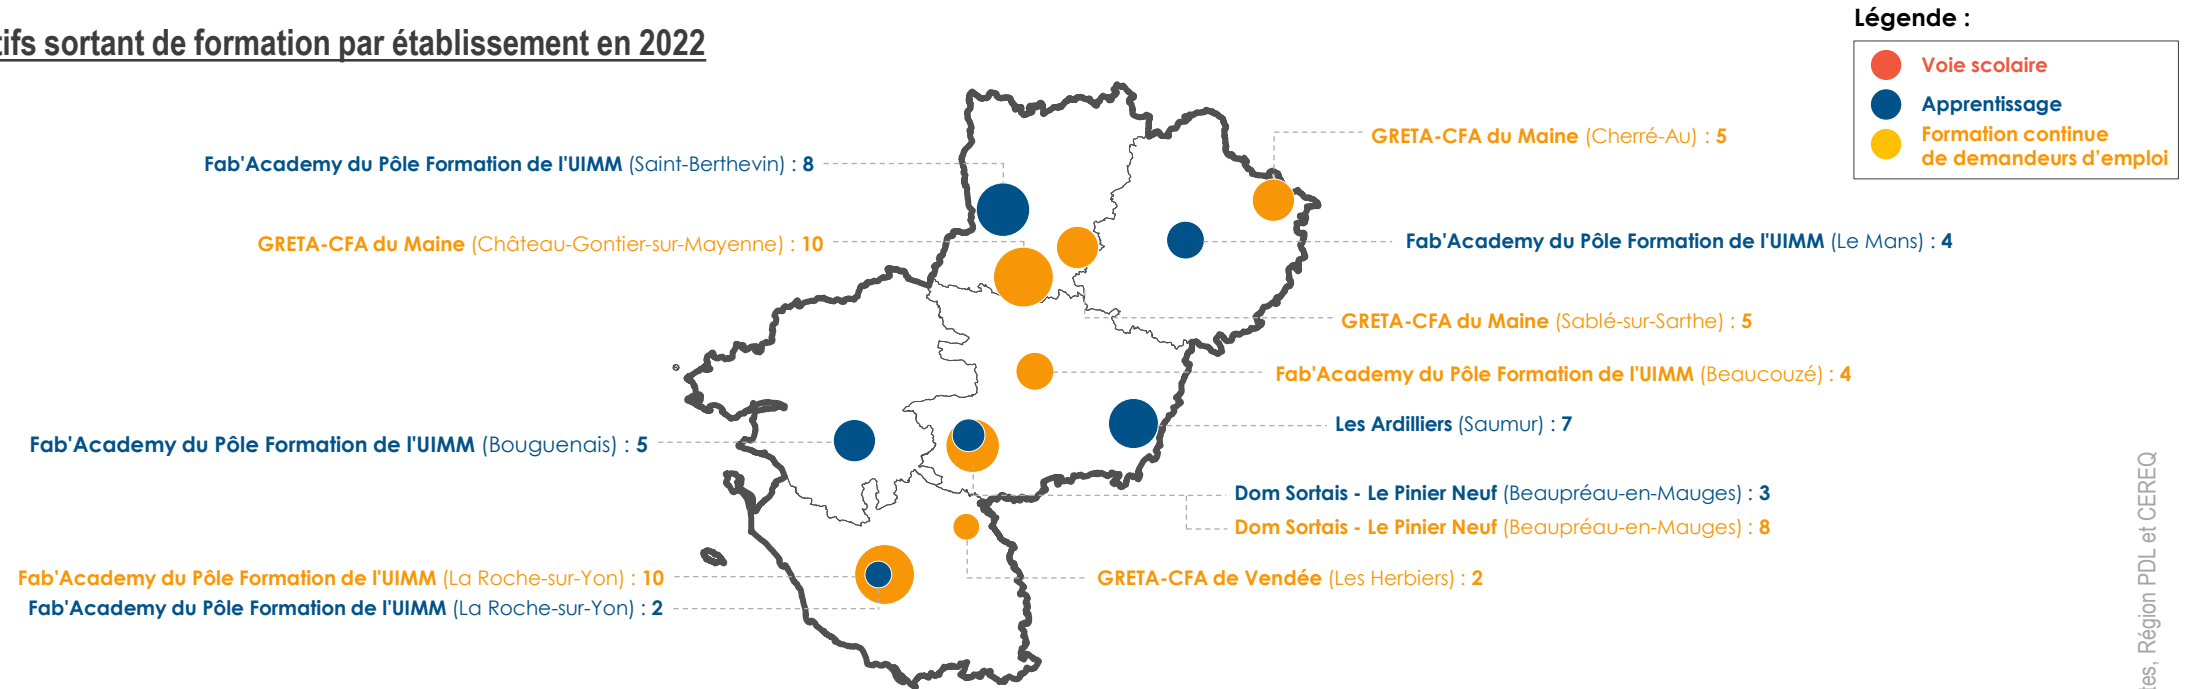 sortant de formation par établissement en 2022
Légende :
Voie scolaire
Apprentissage
Formation continue
de demandeurs d'emploi
GRETA-CFA du Maine (Cherré-Au) : 5
Fab'Academy du Pôle Formation de l'UIMM (Saint-Berthevin) : 8
GRETA-CFA du Maine (Château-Gontier-sur-Mayenne) : 10
Fab'Academy du Pôle Formation de l'UIMM (Le Mans) : 4
GRETA-CFA du Maine (Sablé-sur-Sarthe) : 5
Fab'Academy du Pôle Formation de l'UIMM (Beaucouzé) : 4
Les Ardilliers (Saumur) : 7
Fab'Academy du Pôle Formation de l'UIMM (Bouguenais) : 5
Dom Sortais - Le Pinier Neuf (Beaupréau-en-Mauges) : 3
Dom Sortais - Le Pinier Neuf (Beaupréau-en-Mauges) : 8
Fab'Academy du Pôle Formation de l'UIMM (La Roche-sur-Yon) : 10
Fab'Academy du Pôle Formation de l'UIMM (La Roche-sur-Yon) : 2
GRETA-CFA de Vendée (Les Herbiers) : 2
Région PDL et CEREQ